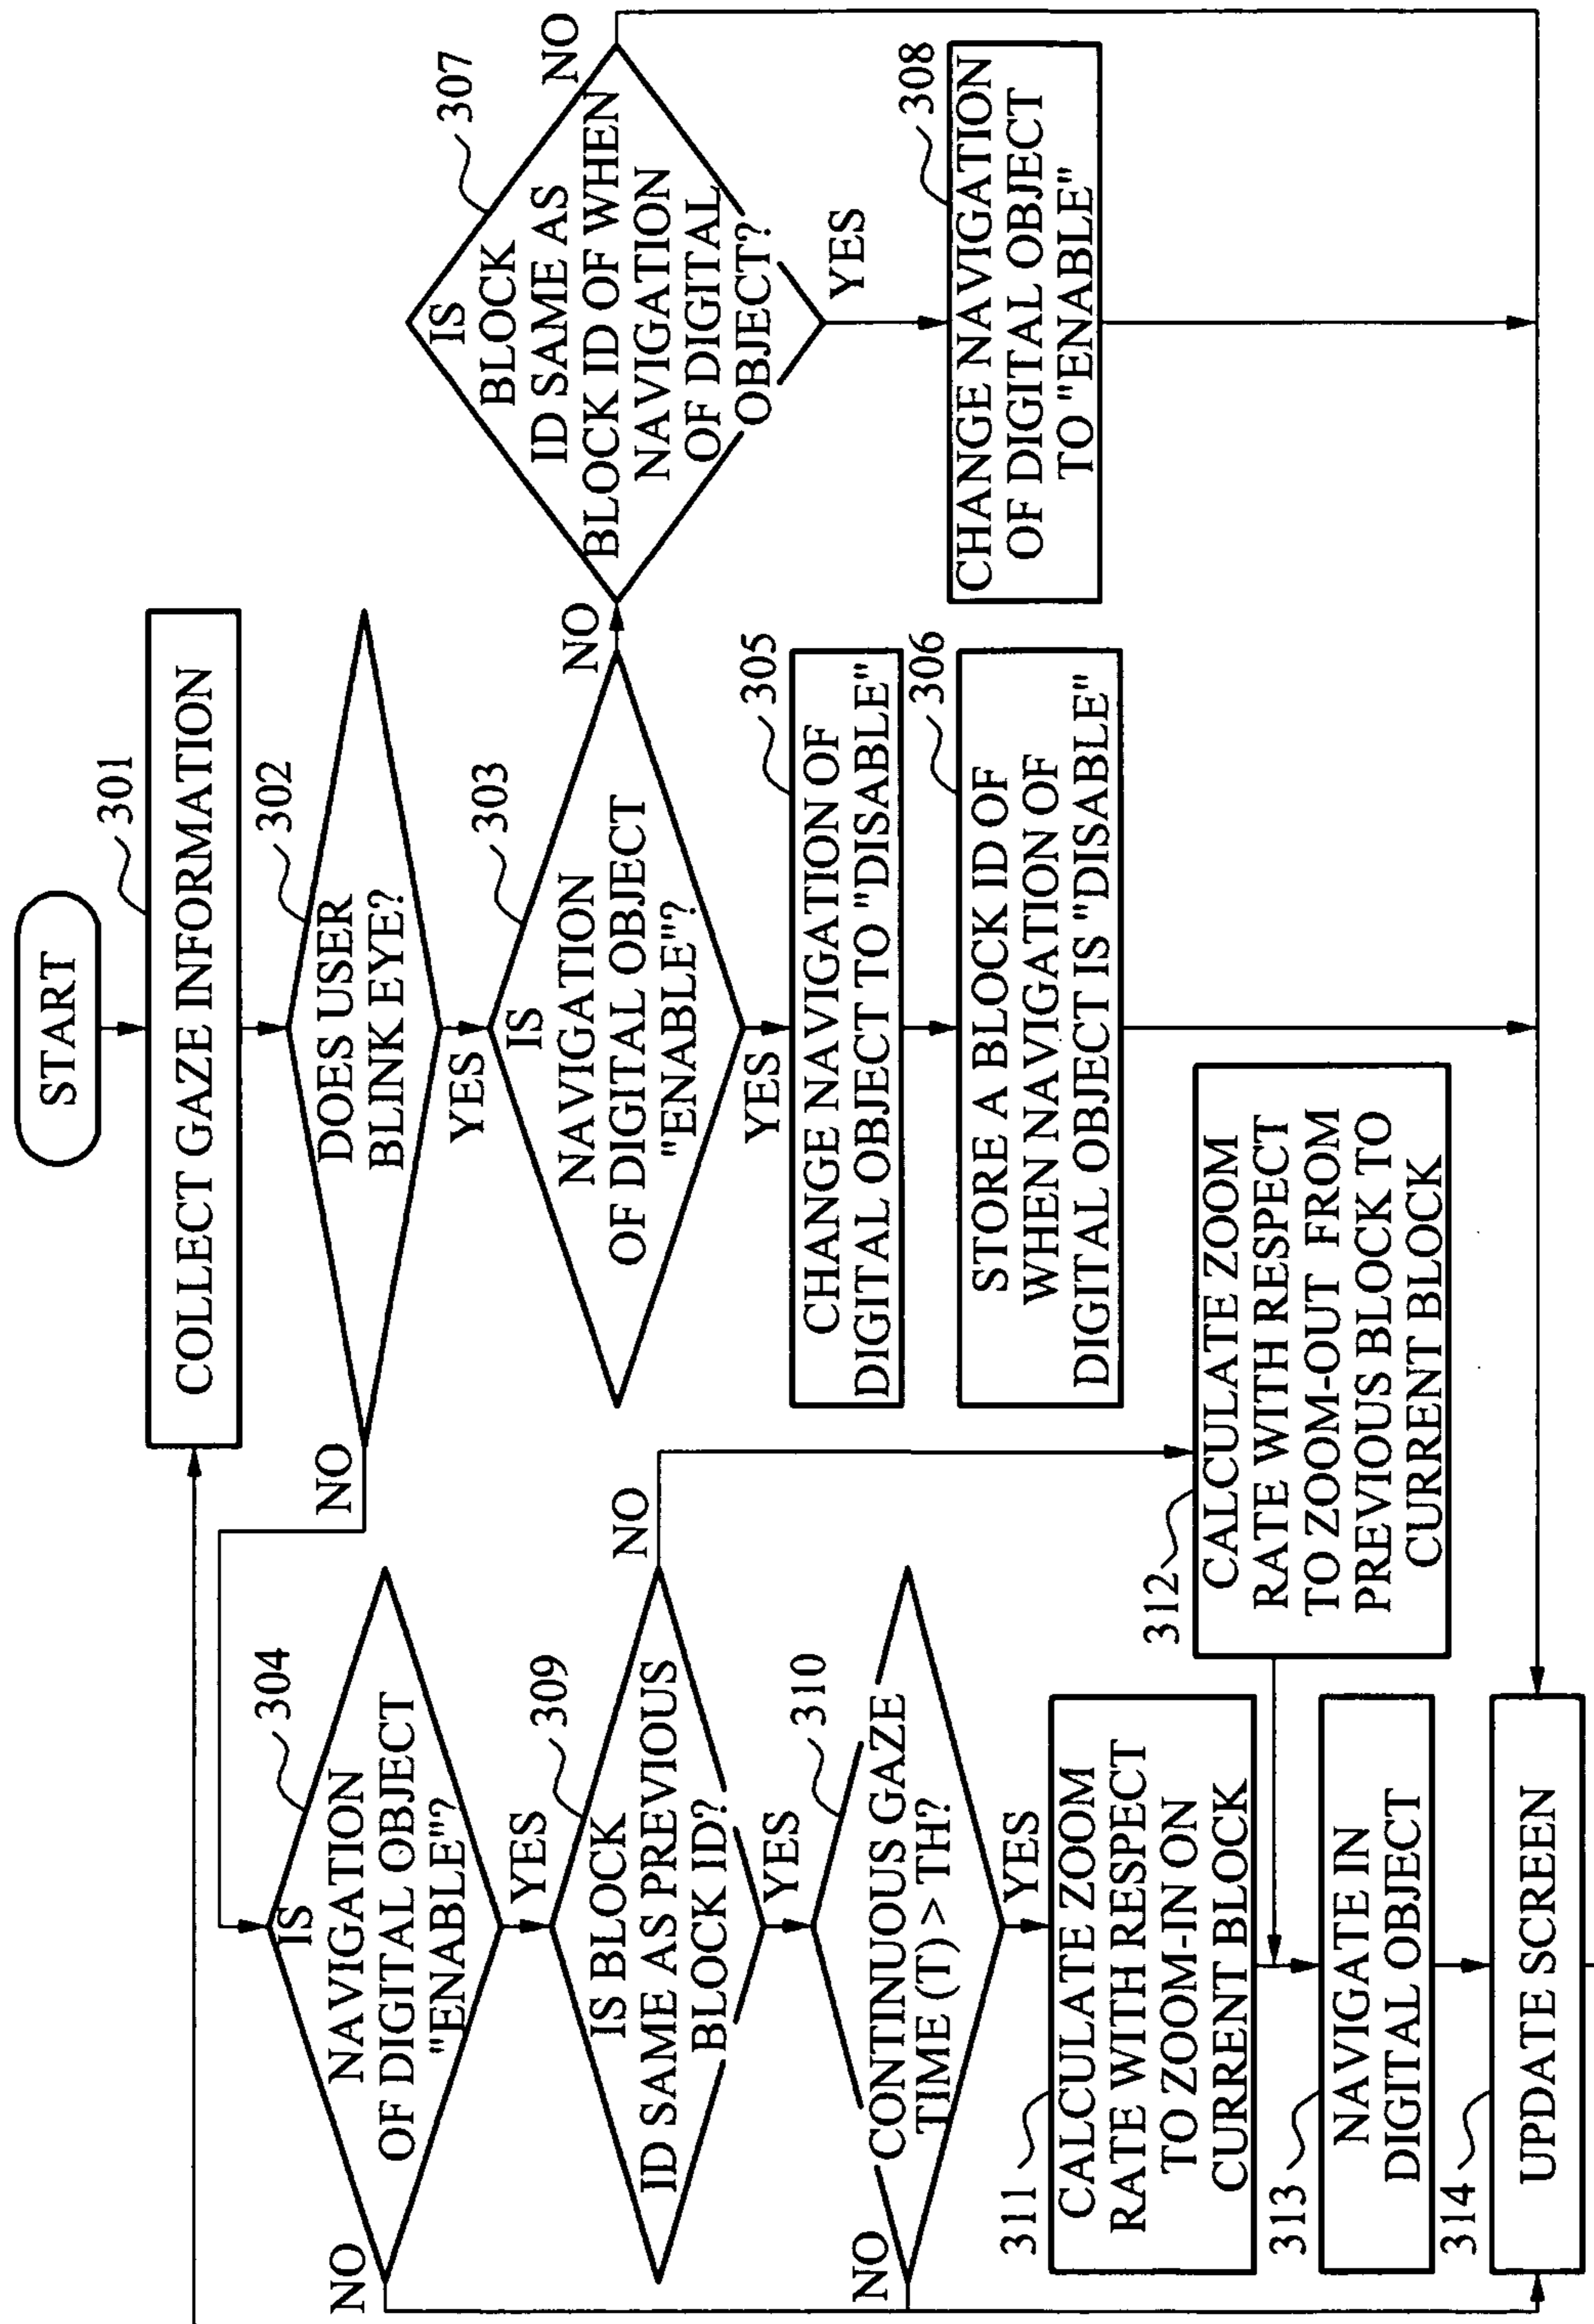 START
301
COLLECT GAZE INFORMATION
302
DOES USER
BLINK EYE?
NO
YES
303
IS
NAVIGATION
OF DIGITAL OBJECT
"ENABLE"?
NO
YES
304
IS
NAVIGATION
OF DIGITAL OBJECT
"ENABLE"?
NO
YES
305
CHANGE NAVIGATION OF
DIGITAL OBJECT TO "DISABLE"
306
STORE A BLOCK ID OF
WHEN NAVIGATION OF
DIGITAL OBJECT IS "DISABLE"
307
IS
BLOCK
ID SAME AS
BLOCK ID OF WHEN
NAVIGATION
OF DIGITAL
OBJECT?
NO
YES
308
CHANGE NAVIGATION
OF DIGITAL OBJECT
TO "ENABLE"
309
IS BLOCK
ID SAME AS PREVIOUS
BLOCK ID?
NO
YES
310
CONTINUOUS GAZE
TIME (T) > TH?
NO
YES
311
CALCULATE ZOOM
RATE WITH RESPECT
TO ZOOM-IN ON
CURRENT BLOCK
312
CALCULATE ZOOM
RATE WITH RESPECT
TO ZOOM-OUT FROM
PREVIOUS BLOCK TO
CURRENT BLOCK
313
NAVIGATE IN
DIGITAL OBJECT
314
UPDATE SCREEN